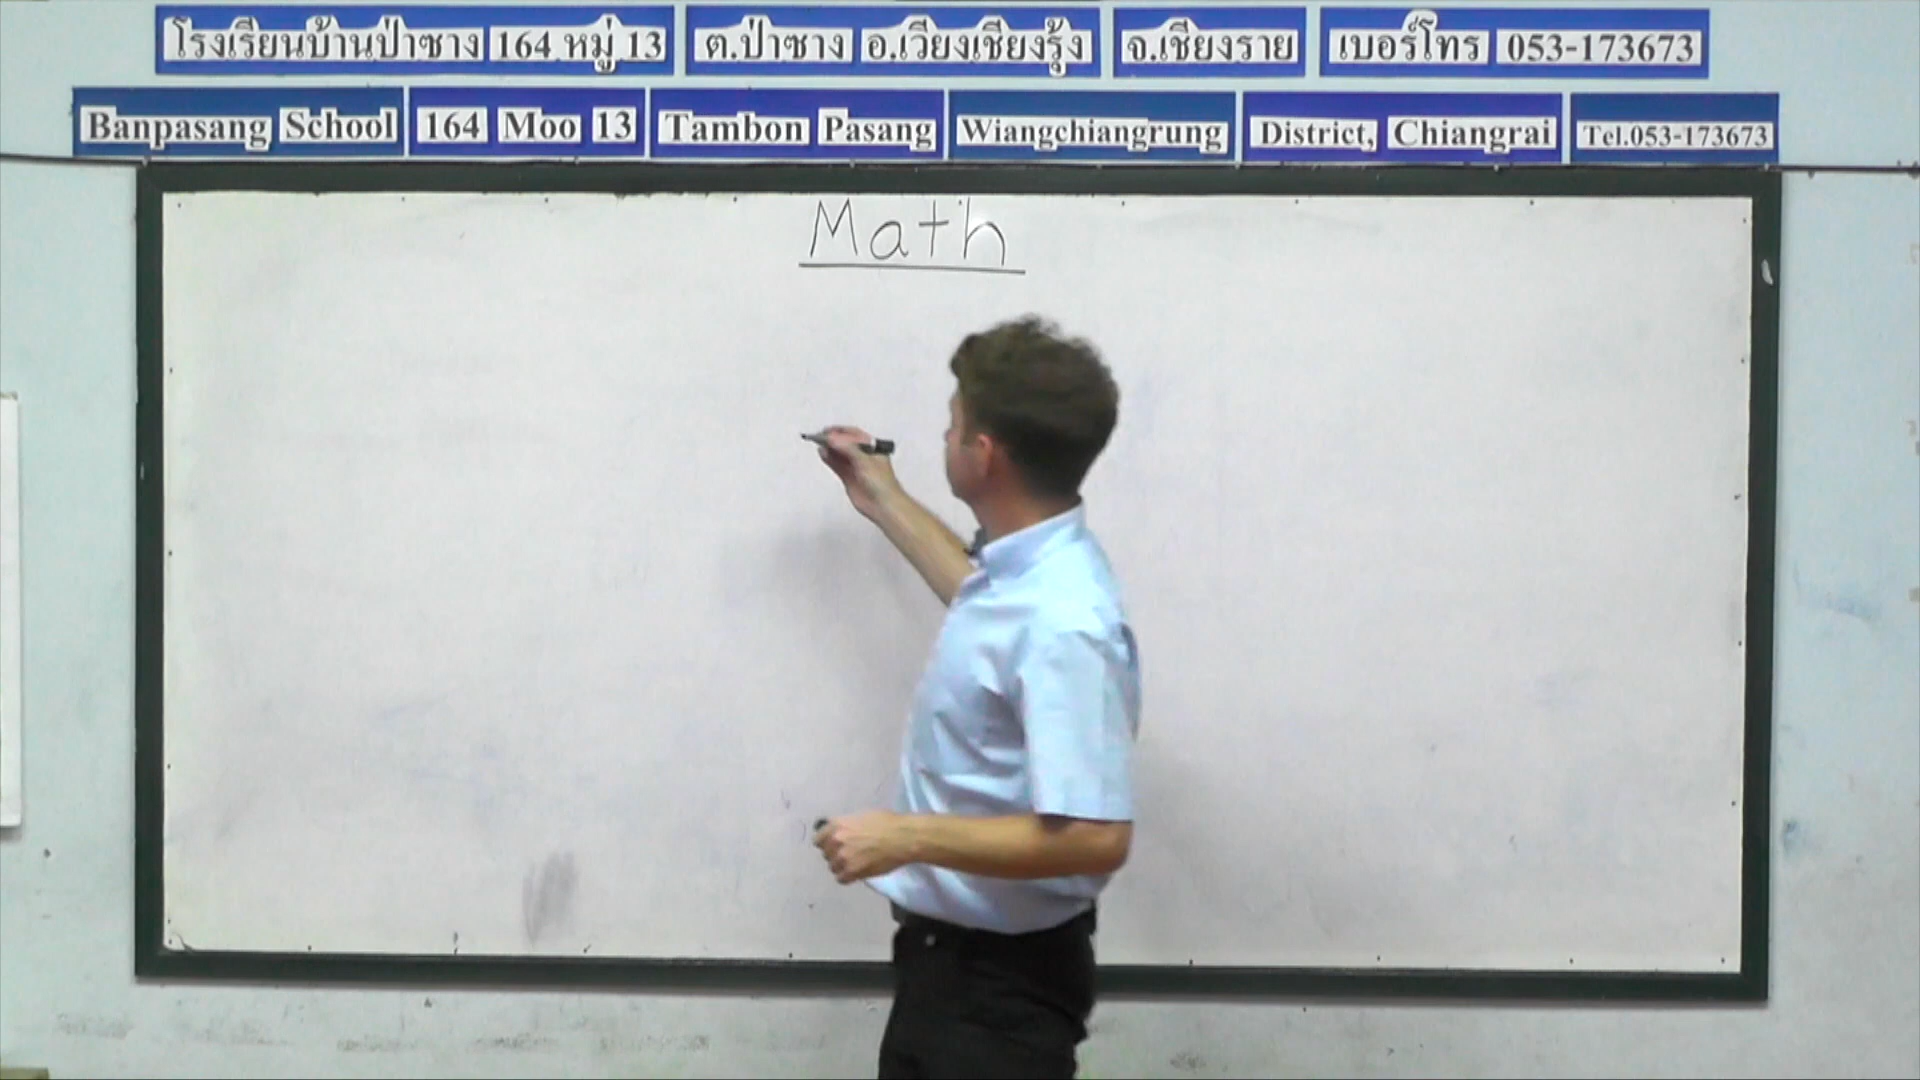 โรงเรียนบ้านป่าซาง 164 หมู่ 13 ต.ป่าซาง อ.เวียงเชียงรุ้ง จ.เชียงราย เบอร์โทร 053-173673
Banpasang School 164 Moo 13 Tambon Pasang Wiangchiangrung District, Chiangrai Tel.053-173673
Math